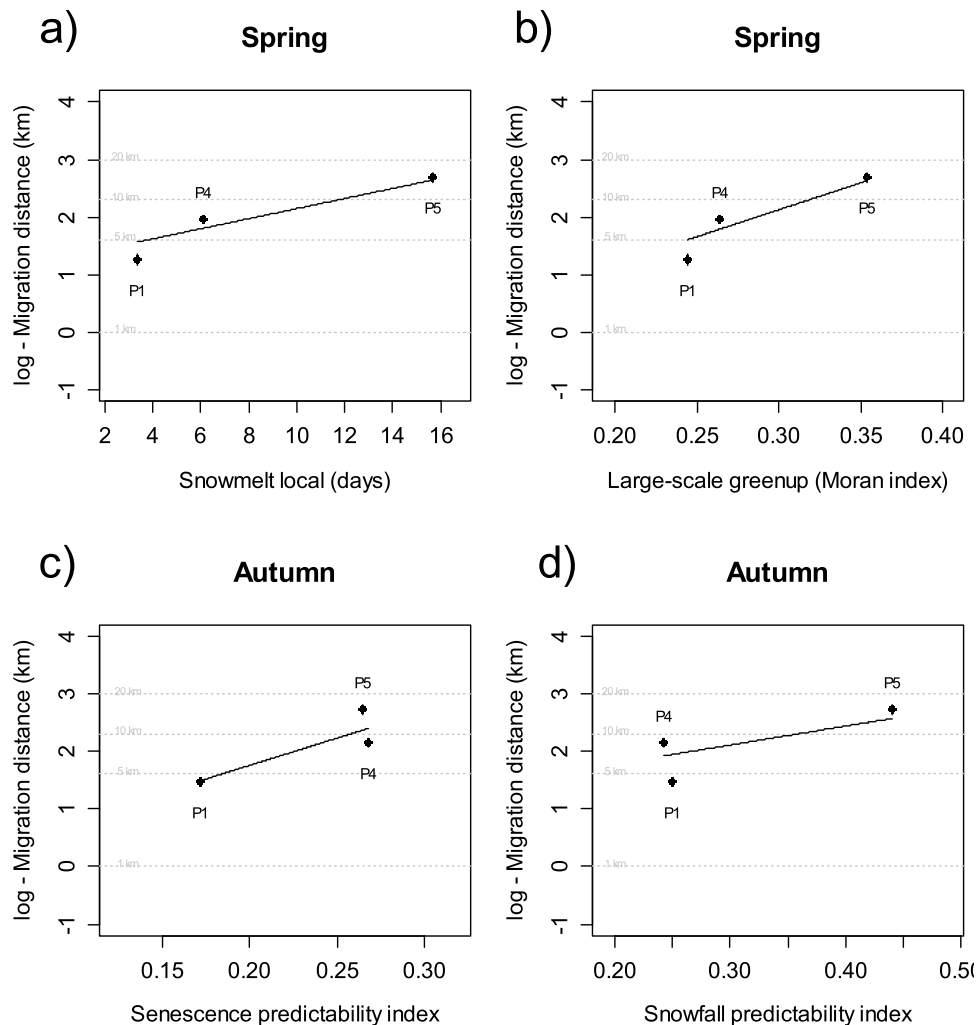 a)
Spring
log - Migration distance (km)
4
3
2
1
0
-1
20 km
10 km
5 km
1 km
P4
P5
P1
2 4 6 8 10 12 14 16
Snowmelt local (days)
b)
Spring
log - Migration distance (km)
4
3
2
1
0
-1
20 km
10 km
5 km
1 km
P4
P5
P1
0.20 0.25 0.30 0.35 0.40
Large-scale greenup (Moran index)
c)
Autumn
log - Migration distance (km)
4
3
2
1
0
-1
20 km
10 km
5 km
1 km
P5
P4
P1
0.15 0.20 0.25 0.30
Senescence predictability index
d)
Autumn
log - Migration distance (km)
4
3
2
1
0
-1
20 km
10 km
5 km
1 km
P5
P4
P1
0.20 0.30 0.40 0.50
Snowfall predictability index